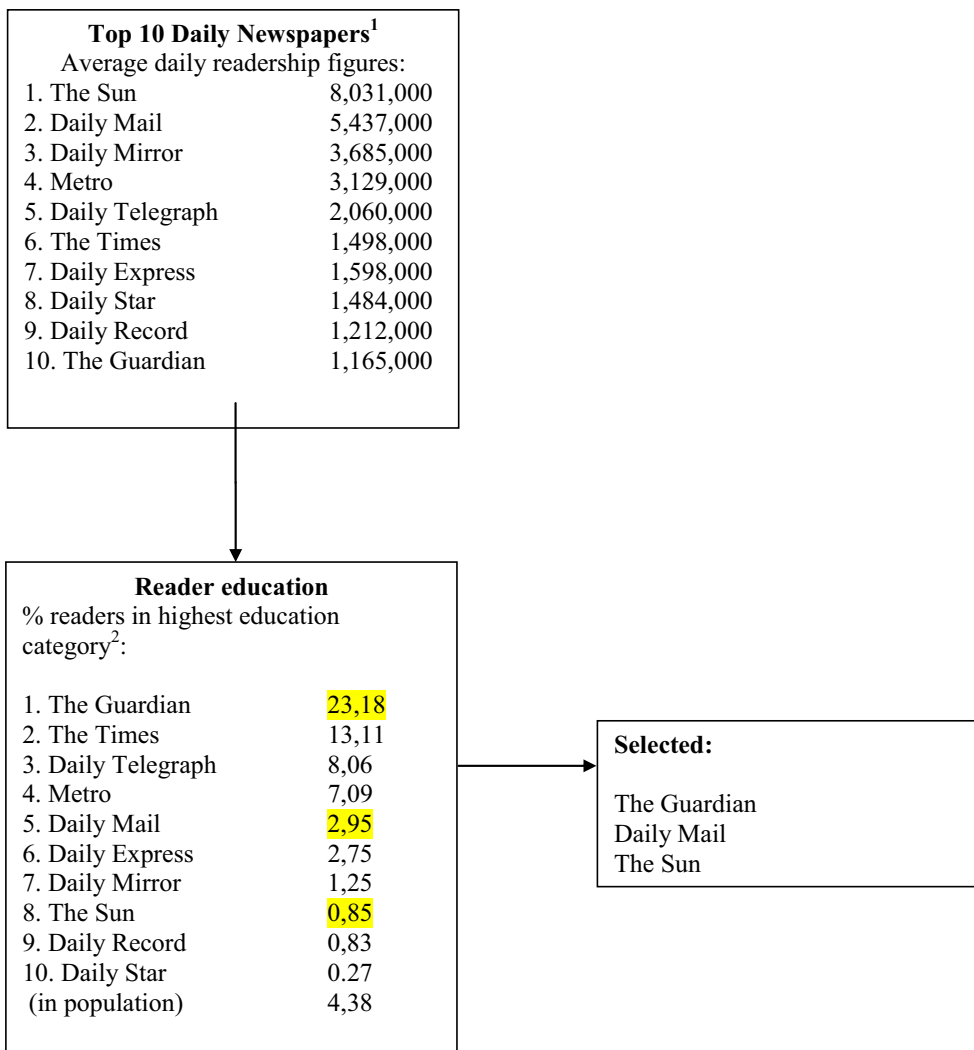 Top 10 Daily Newspapers¹
Average daily readership figures:
1. The Sun 8,031,000
2. Daily Mail 5,437,000
3. Daily Mirror 3,685,000
4. Metro 3,129,000
5. Daily Telegraph 2,060,000
6. The Times 1,498,000
7. Daily Express 1,598,000
8. Daily Star 1,484,000
9. Daily Record 1,212,000
10. The Guardian 1,165,000
Reader education
% readers in highest education
category²:
1. The Guardian 23,18
2. The Times 13,11
3. Daily Telegraph 8,06
4. Metro 7,09
5. Daily Mail 2,95
6. Daily Express 2,75
7. Daily Mirror 1,25
8. The Sun 0,85
9. Daily Record 0,83
10. Daily Star 0.27
(in population) 4,38
Selected:
The Guardian
Daily Mail
The Sun